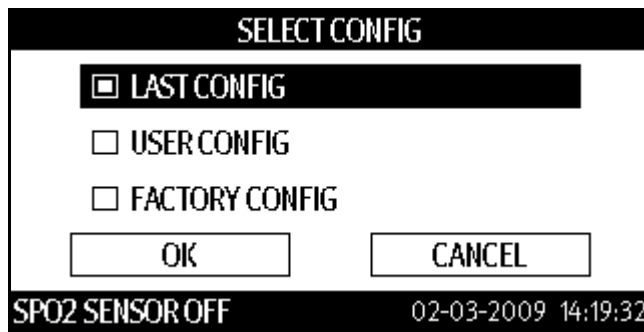 SELECT CONFIG
LAST CONFIG
USER CONFIG
FACTORY CONFIG
OK CANCEL
SPO2 SENSOR OFF 02-03-2009 14:19:32